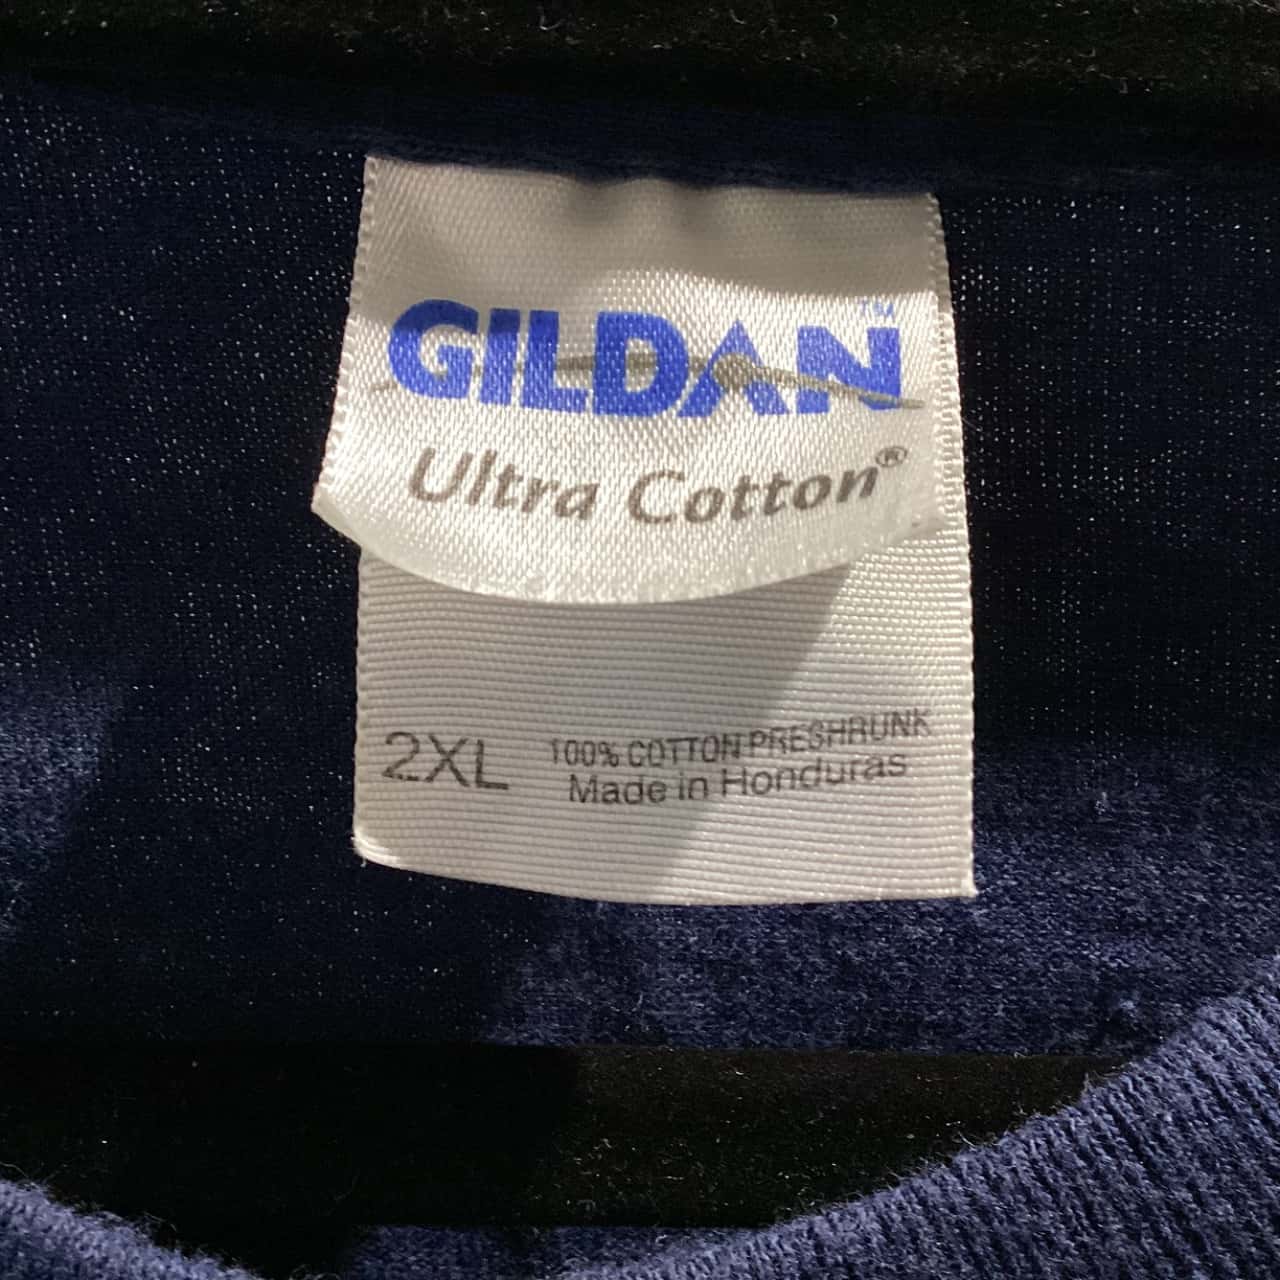 GILDAN™
Ultra Cotton®
2XL 100% COTTON PRESHRUNK
Made in Honduras